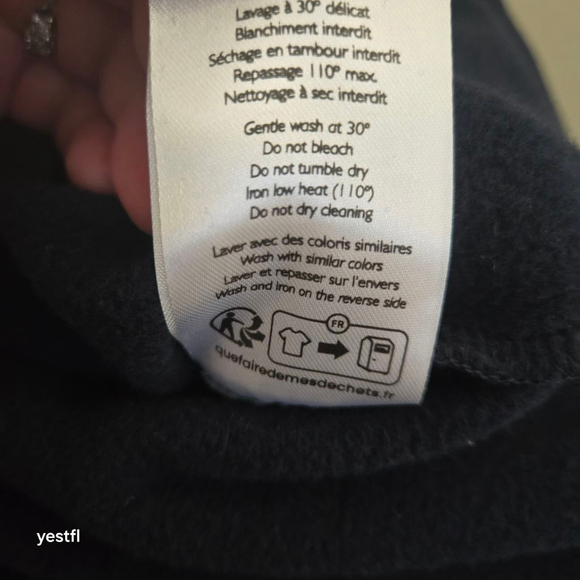 Lavage à 30° délicat
Blanchiment interdit
Séchage en tambour interdit
Repassage 110° max.
Nettoyage à sec interdit
Gentle wash at 30°
Do not bleach
Do not tumble dry
Iron low heat (110°)
Do not dry cleaning
Laver avec des coloris similaires
Wash with similar colors
Laver et repasser sur l'envers
Wash and iron on the reverse side
FR
quefairedemesdechets.fr
yestfl